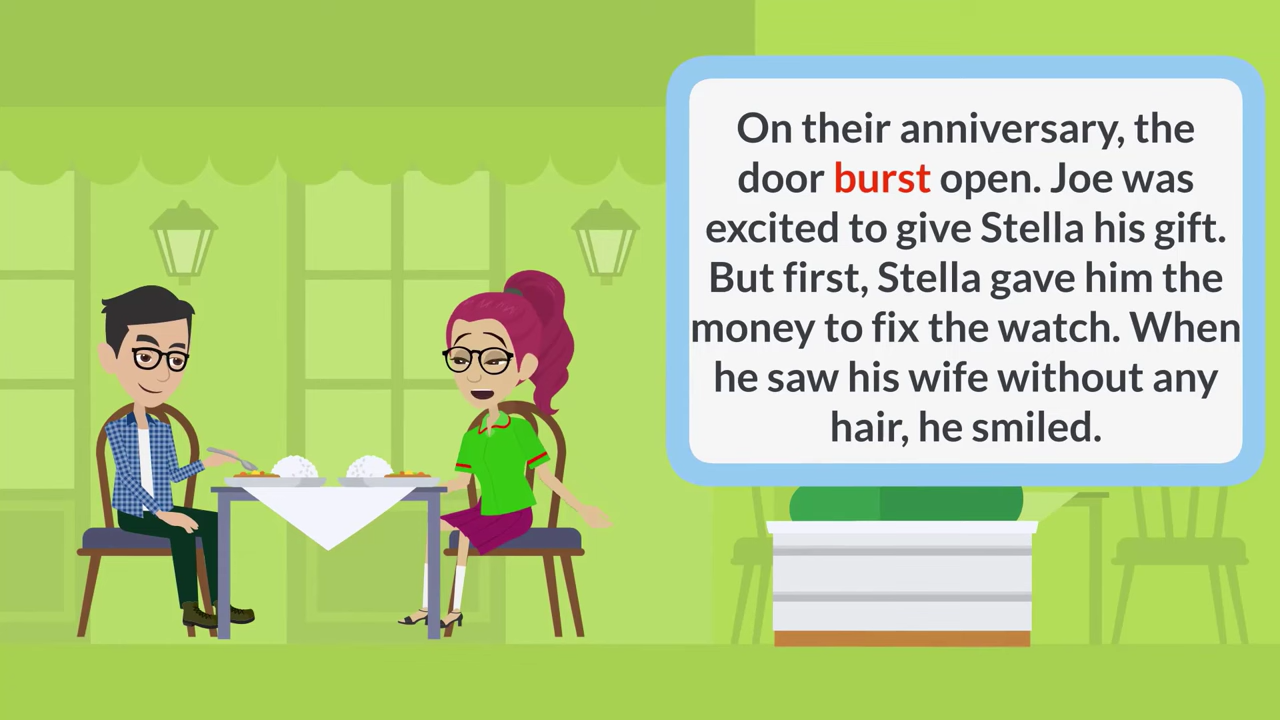 On their anniversary, the
door burst open. Joe was
excited to give Stella his gift.
But first, Stella gave him the
money to fix the watch. When
he saw his wife without any
hair, he smiled.